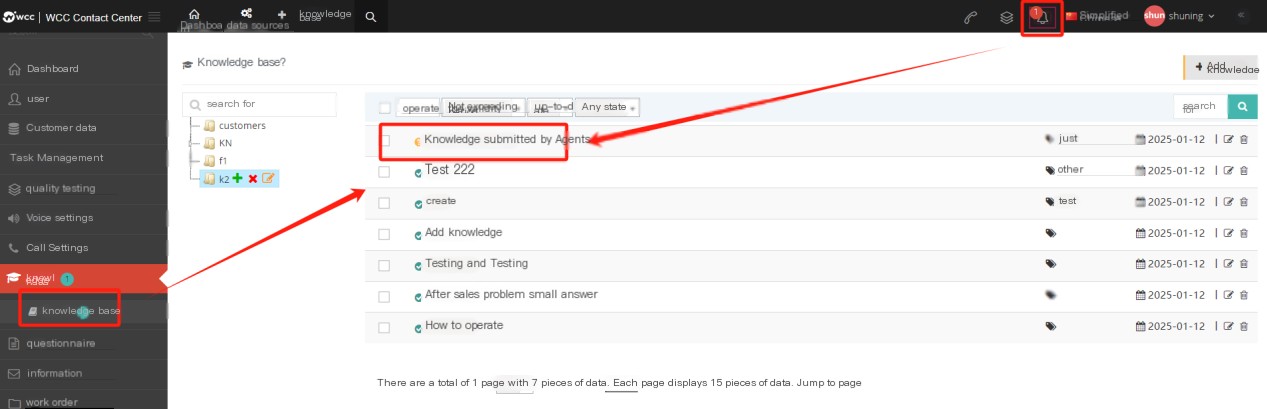 wcc | WCC Contact Center
knowledge
base
Dashboa data sources
1
Simplified
shun shuning
Dashboard
user
Customer data
Task Management
quality testing
Voice settings
Call Settings
knowl
1
knowledge base
questionnaire
information
work order
Knowledge base?
+ Add
Knowledge
search for
customers
KN
f1
k2
operate
Not exceeding
up-to-d
Any state
search
for
Knowledge submitted by Agents
just
2025-01-12
Test 222
other
2025-01-12
create
test
2025-01-12
Add knowledge
2025-01-12
Testing and Testing
2025-01-12
After sales problem small answer
2025-01-12
How to operate
2025-01-12
There are a total of 1 page with 7 pieces of data. Each page displays 15 pieces of data. Jump to page